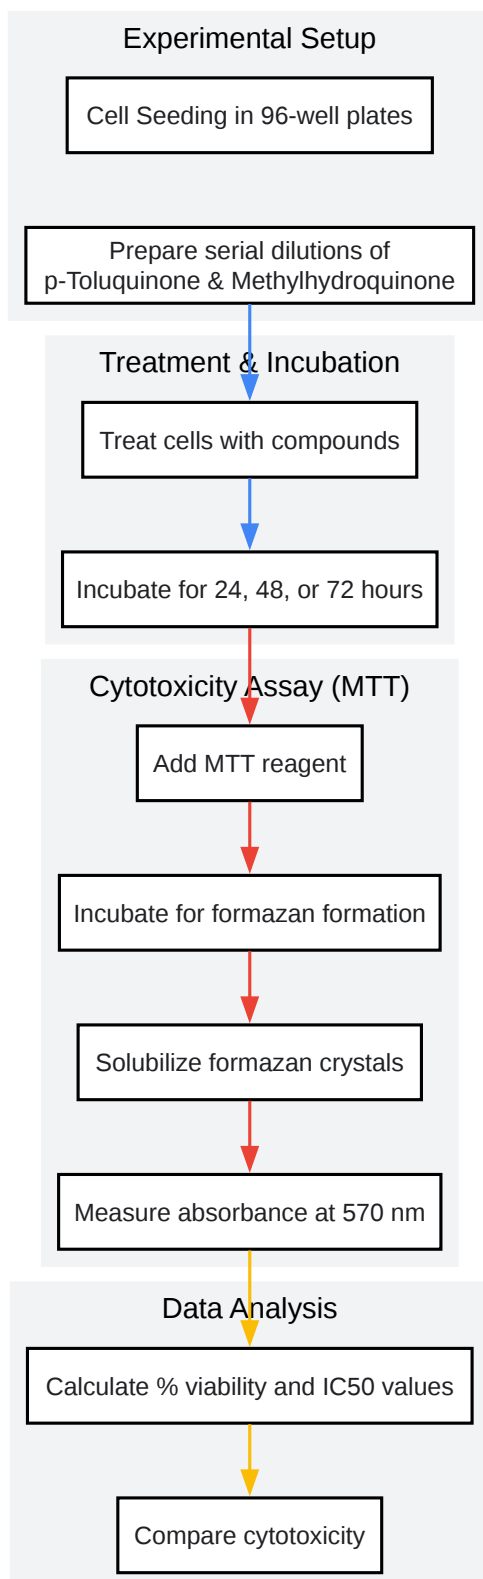 Experimental Setup
Cell Seeding in 96-well plates
Prepare serial dilutions of
p-Toluquinone & Methylhydroquinone
Treatment & Incubation
Treat cells with compounds
Incubate for 24, 48, or 72 hours
Cytotoxicity Assay (MTT)
Add MTT reagent
Incubate for formazan formation
Solubilize formazan crystals
Measure absorbance at 570 nm
Data Analysis
Calculate % viability and IC50 values
Compare cytotoxicity